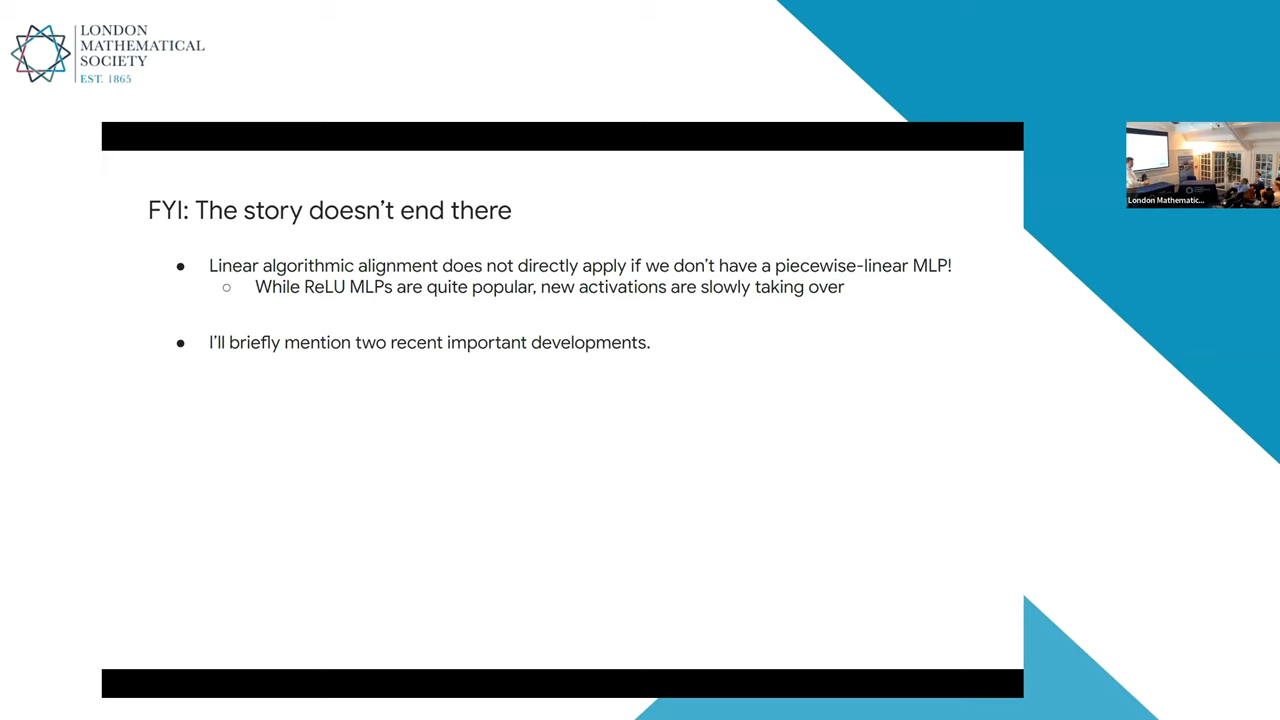 LONDON
MATHEMATICAL
SOCIETY
EST. 1865
London Mathematic...
FYI: The story doesn’t end there
● Linear algorithmic alignment does not directly apply if we don’t have a piecewise-linear MLP!
○ While ReLU MLPs are quite popular, new activations are slowly taking over
● I’ll briefly mention two recent important developments.